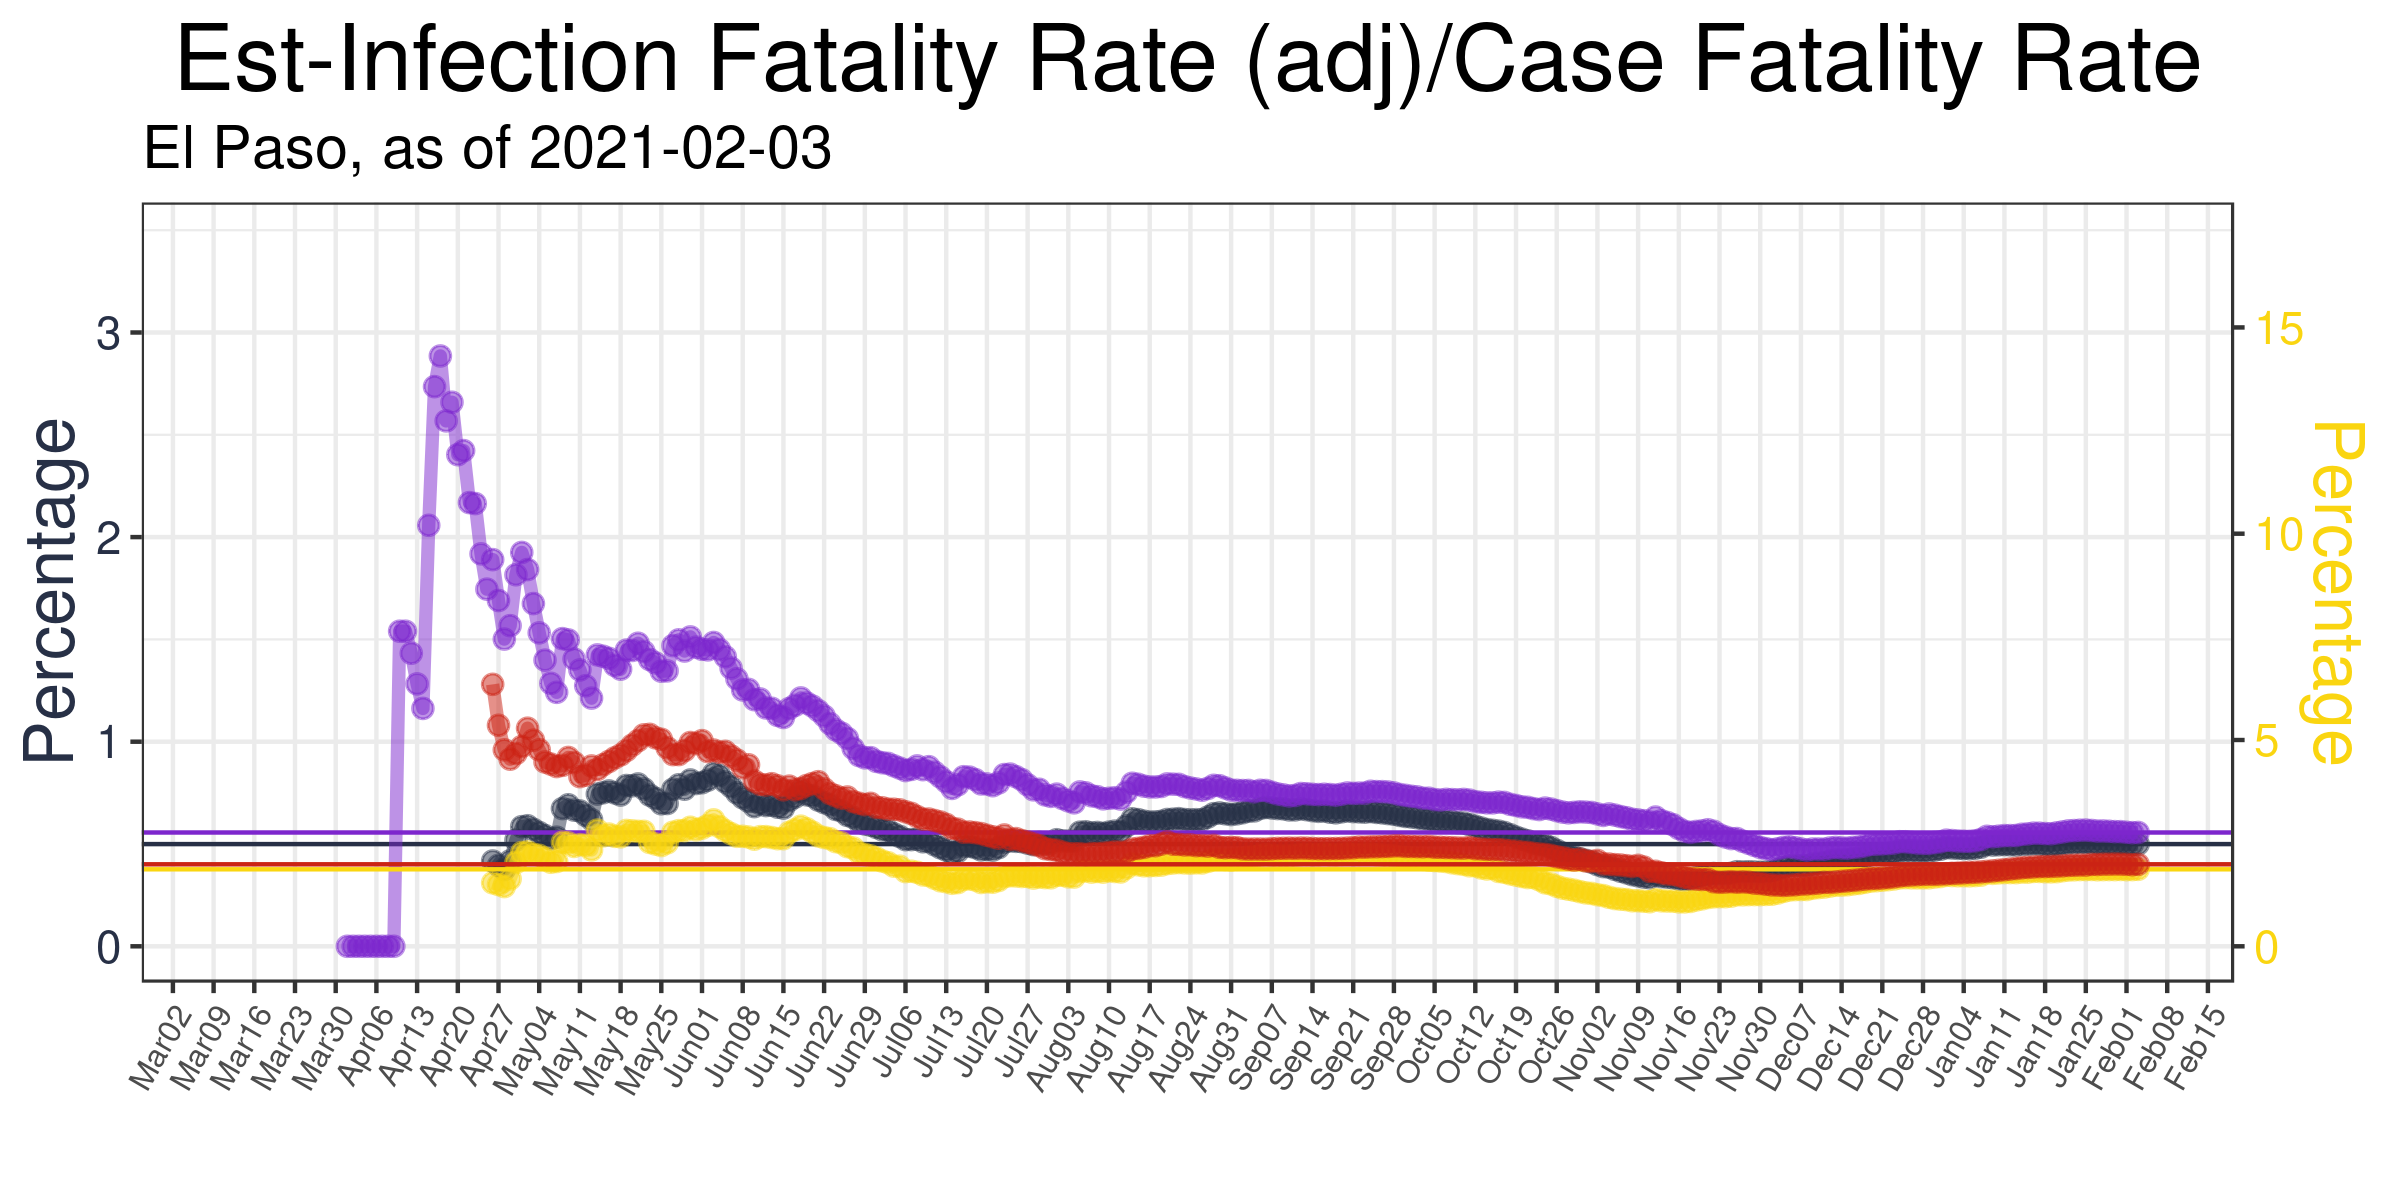 Est-Infection Fatality Rate (adj)/Case Fatality Rate
El Paso, as of 2021-02-03
Percentage
3
2
1
0
15
10
5
0
Percentage
Mar02 Mar09 Mar16 Mar23 Mar30 Apr06 Apr13 Apr20 Apr27 May04 May11 May18 May25 Jun01 Jun08 Jun15 Jun22 Jun29 Jul06 Jul13 Jul20 Jul27 Aug03 Aug10 Aug17 Aug24 Aug31 Sep07 Sep14 Sep21 Sep28 Oct05 Oct12 Oct19 Oct26 Nov02 Nov09 Nov16 Nov23 Nov30 Dec07 Dec14 Dec21 Dec28 Jan04 Jan11 Jan18 Jan25 Feb01 Feb08 Feb15